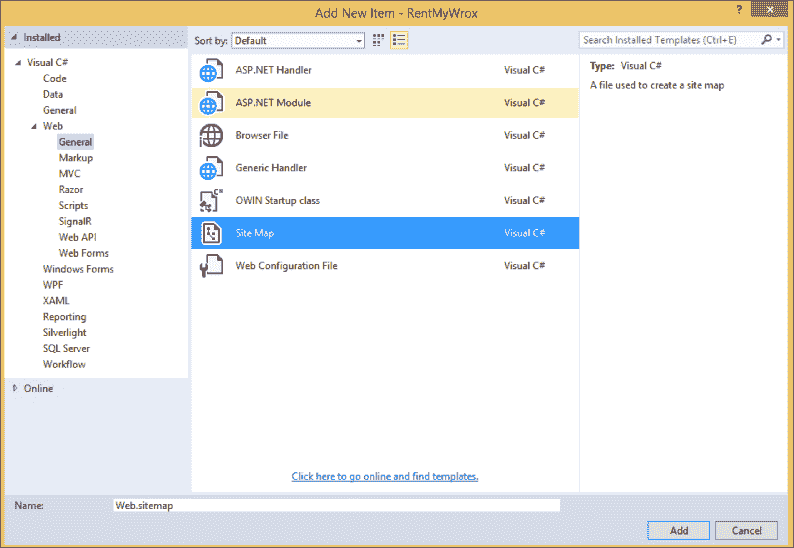 Add New Item - RentMyWrox
?
Installed
Sort by: Default
Search Installed Templates (Ctrl+E)
Visual C#
Code
Data
General
Web
General
Markup
MVC
Razor
Scripts
SignalR
Web API
Web Forms
Windows Forms
WPF
XAML
Reporting
Silverlight
SQL Server
Workflow
Online
ASP.NET Handler Visual C#
ASP.NET Module Visual C#
Browser File Visual C#
Generic Handler Visual C#
OWIN Startup class Visual C#
Site Map Visual C#
Web Configuration File Visual C#
Click here to go online and find templates.
Type: Visual C#
A file used to create a site map
Name: Web.sitemap
Add Cancel